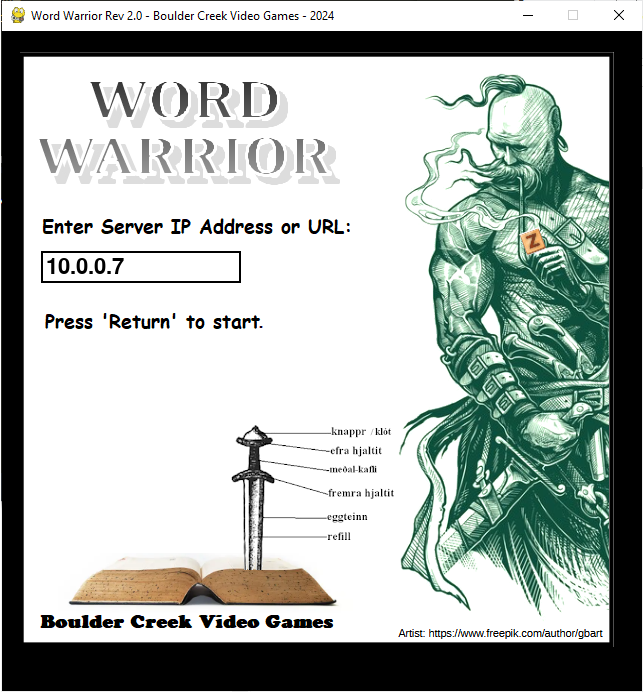 Word Warrior Rev 2.0 - Boulder Creek Video Games - 2024
WORD
WARRIOR
Enter Server IP Address or URL:
10.0.0.7
Press 'Return' to start.
Z
knappr / klót
efra hjaltit
meðal-kafli
fremra hjaltit
eggteinn
refill
Boulder Creek Video Games
Artist: https://www.freepik.com/author/gbart